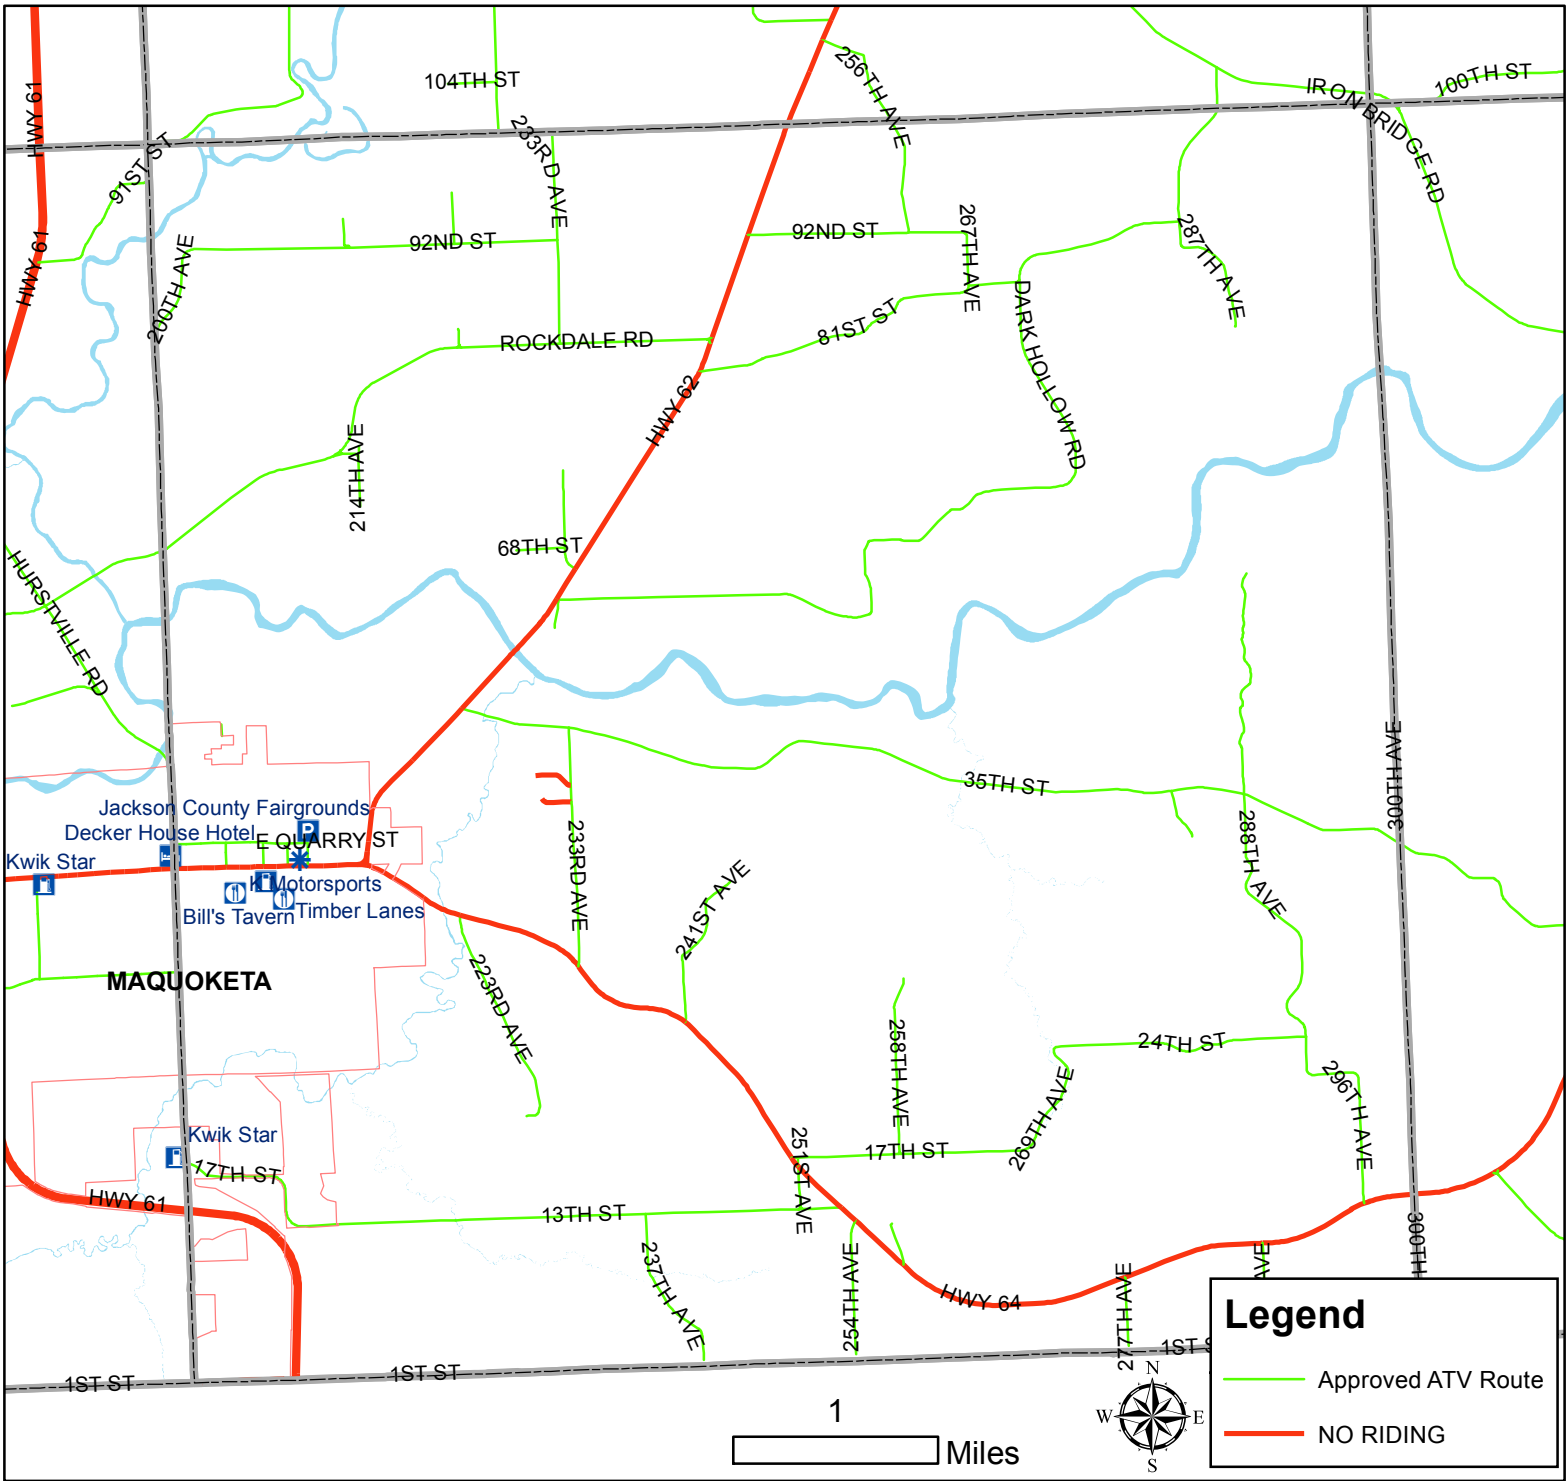 HWY 61
104TH ST
256TH AVE
IRON BRIDGE RD
100TH ST
91ST ST
233RD AVE
HWY 61
200TH AVE
92ND ST
92ND ST
267TH AVE
287TH AVE
ROCKDALE RD
81ST ST
DARK HOLLOW RD
HWY 62
214TH AVE
68TH ST
HURSTVILLE RD
35TH ST
300TH AVE
Jackson County Fairgrounds
P
Decker House Hotel
E QUARRY ST
Kwik Star
K Motorsports
Bill's Tavern
Timber Lanes
233RD AVE
241ST AVE
288TH AVE
MAQUOKETA
223RD AVE
258TH AVE
24TH ST
269TH AVE
296TH AVE
Kwik Star
17TH ST
17TH ST
251ST AVE
HWY 61
13TH ST
237TH AVE
254TH AVE
HWY 64
277TH AVE
AVE
300TH
1ST ST
1ST ST
1ST S
Legend
Approved ATV Route
NO RIDING
1
Miles
N
W
E
S